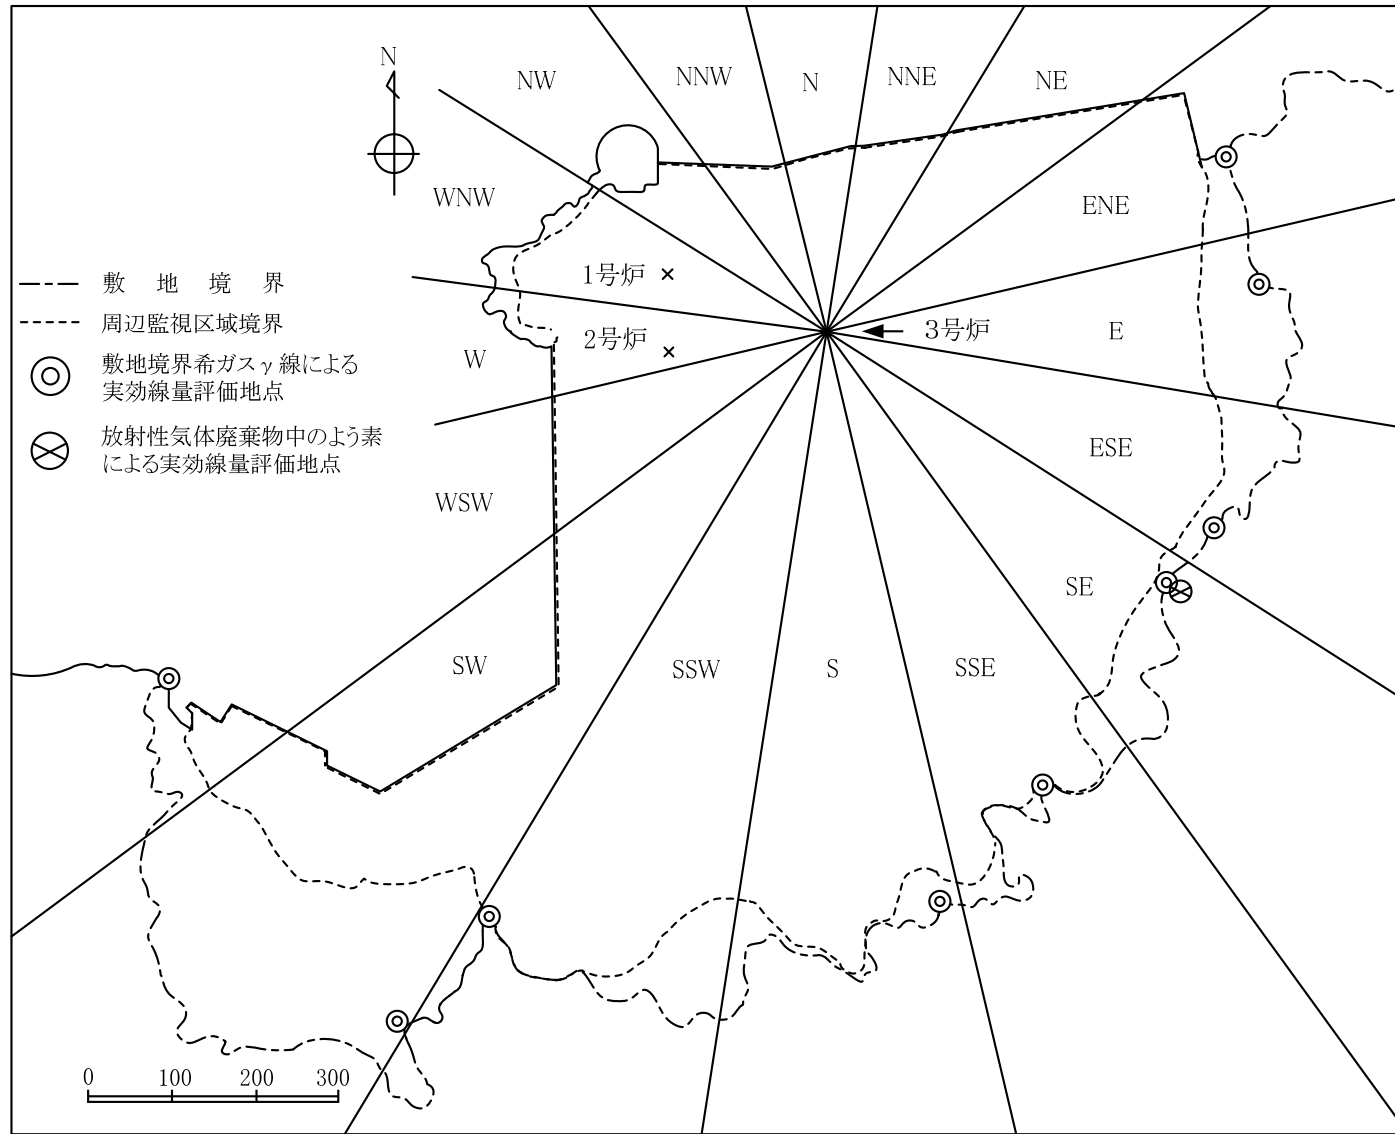 N
NW
NNW
N
NNE
NE
WNW
ENE
1号炉
敷地境界
周辺監視区域境界
2号炉
3号炉
E
W
敷地境界希ガスγ線による
実効線量評価地点
放射性気体廃棄物中のよう素
による実効線量評価地点
ESE
WSW
SE
SW
SSW
S
SSE
0 100 200 300